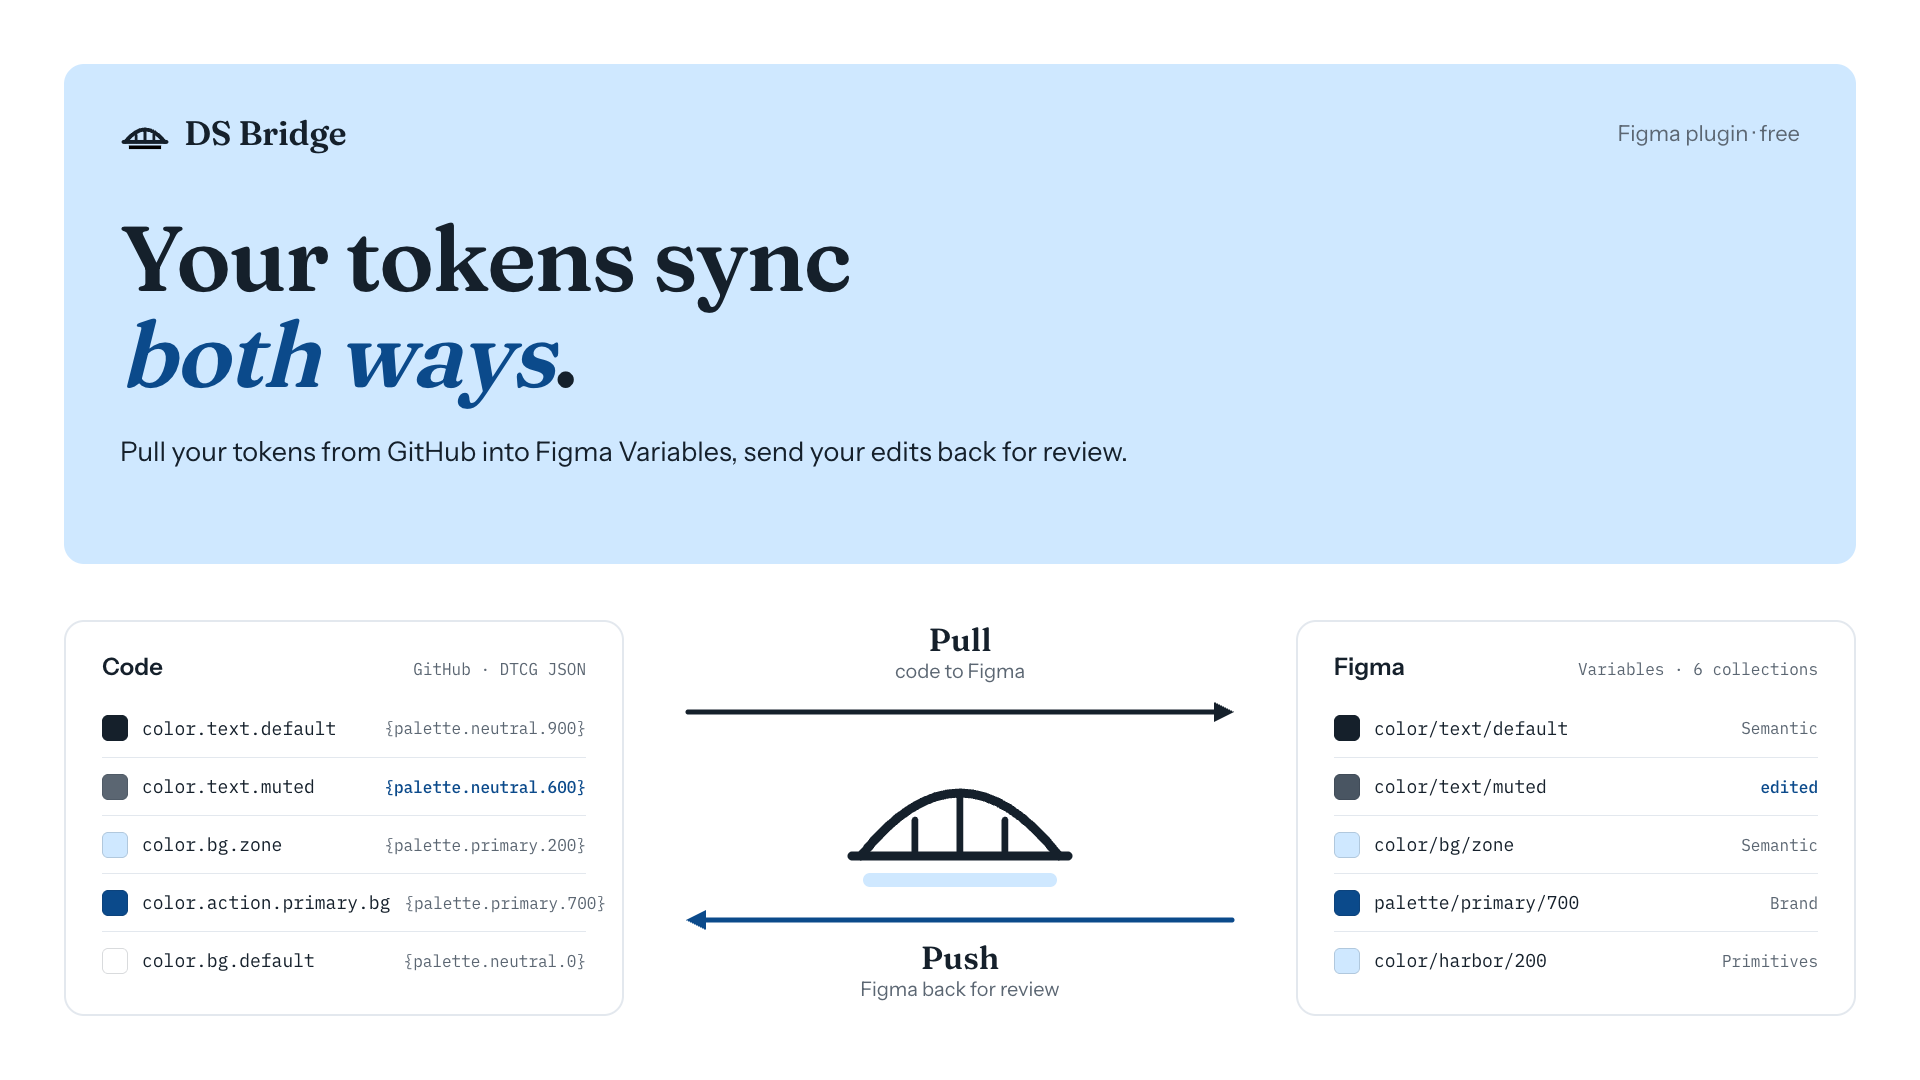 DS Bridge
Figma plugin · free
Your tokens sync
both ways.
Pull your tokens from GitHub into Figma Variables, send your edits back for review.
Code
GitHub · DTCG JSON
color.text.default {palette.neutral.900}
color.text.muted {palette.neutral.600}
color.bg.zone {palette.primary.200}
color.action.primary.bg {palette.primary.700}
color.bg.default {palette.neutral.0}
Pull
code to Figma
Push
Figma back for review
Figma
Variables · 6 collections
color/text/default Semantic
color/text/muted edited
color/bg/zone Semantic
palette/primary/700 Brand
color/harbor/200 Primitives